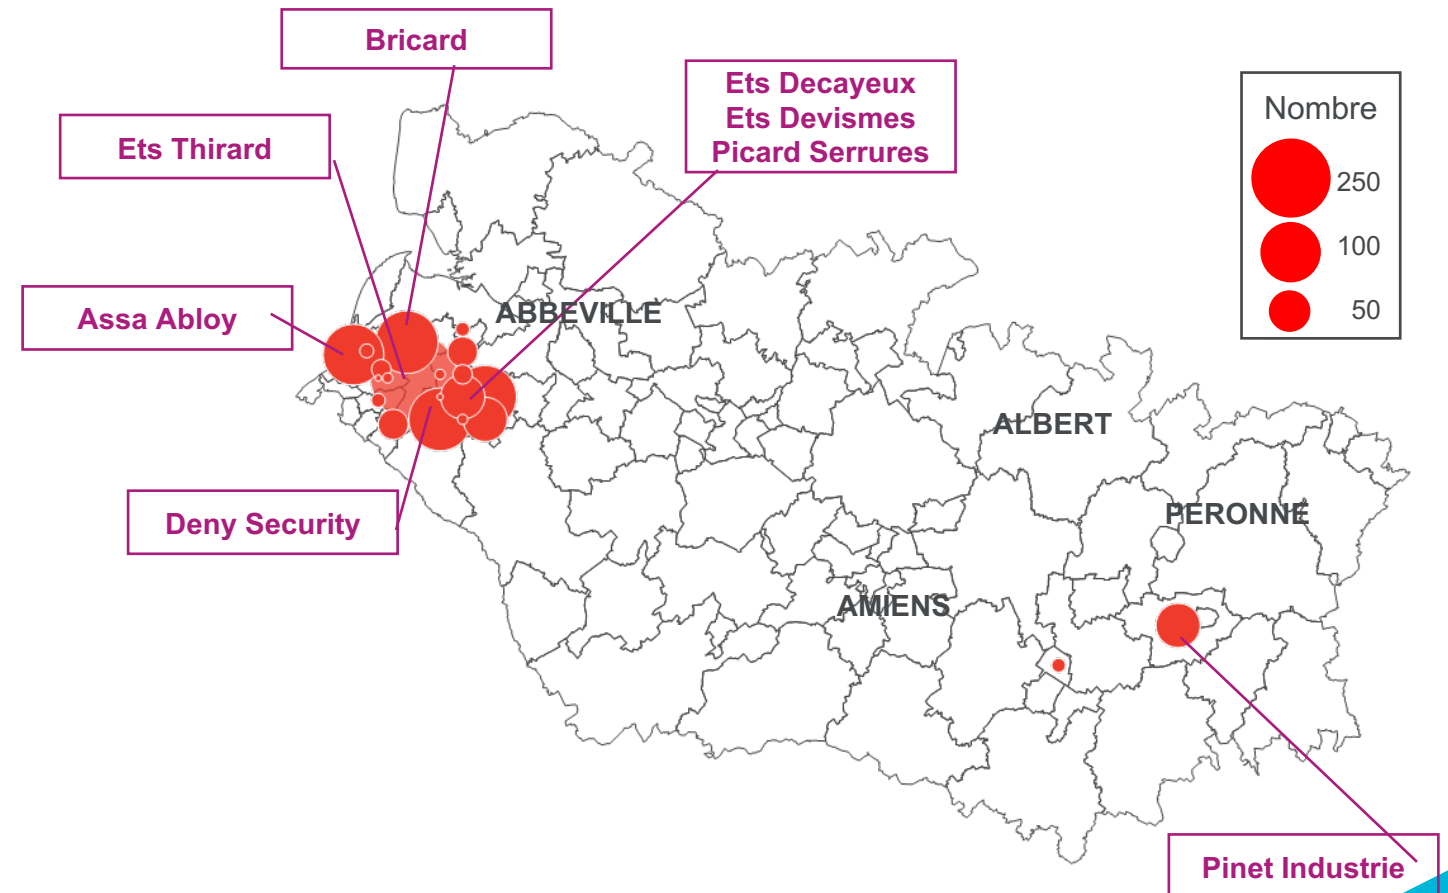 Bricard
Ets Decayeux
Ets Devismes
Picard Serrures
Nombre
250
100
50
Ets Thirard
Assa Abloy
ABBEVILLE
ALBERT
Deny Security
PERONNE
AMIENS
Pinet Industrie